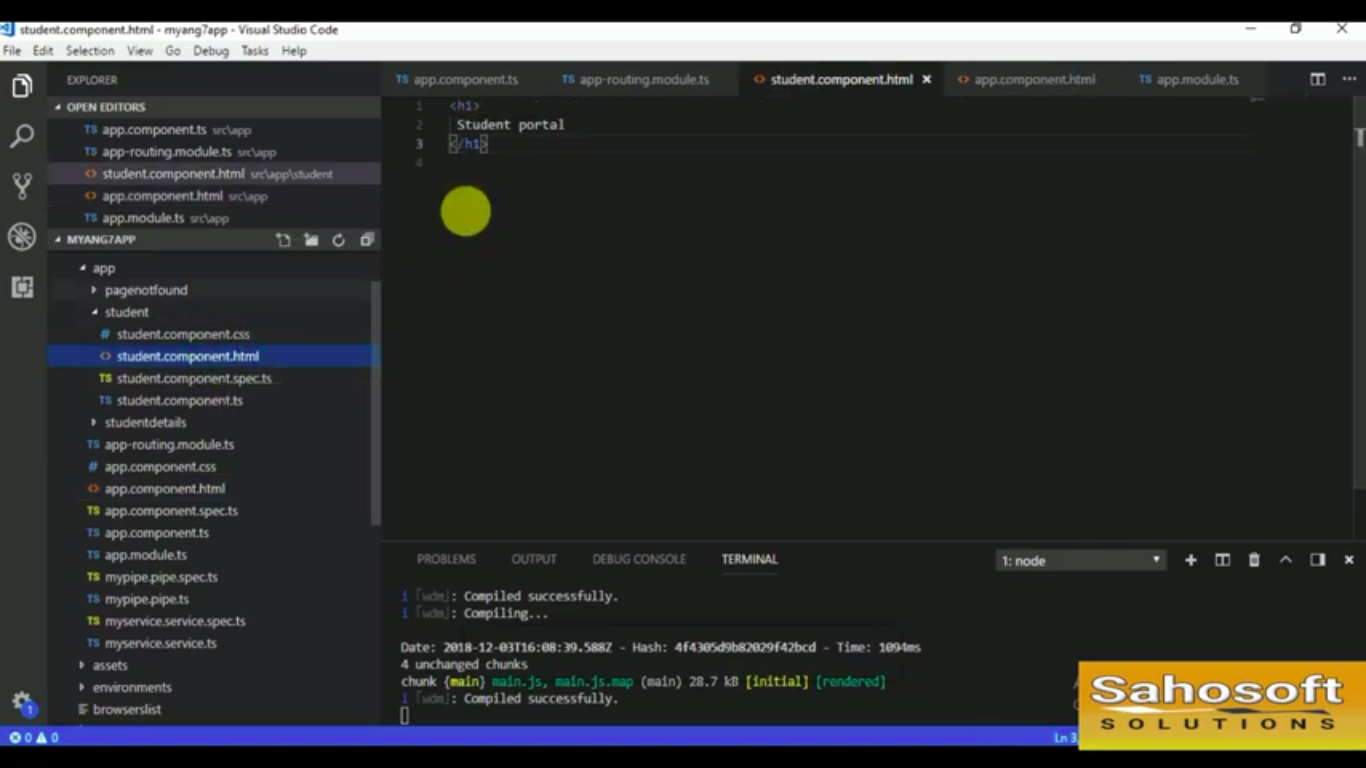 student.component.html - myang7app - Visual Studio Code
File Edit Selection View Go Debug Tasks Help
EXPLORER
OPEN EDITORS
TS app.component.ts src\app
TS app-routing.module.ts src\app
<> student.component.html src\app\student
<> app.component.html src\app
TS app.module.ts src\app
MYANG7APP
app
pagenotfound
student
# student.component.css
<> student.component.html
TS student.component.spec.ts
TS student.component.ts
studentdetails
TS app-routing.module.ts
# app.component.css
<> app.component.html
TS app.component.spec.ts
TS app.component.ts
TS app.module.ts
TS mypipe.pipe.spec.ts
TS mypipe.pipe.ts
TS myservice.service.spec.ts
TS myservice.service.ts
assets
environments
browserslist
1
0 0
TS app.component.ts TS app-routing.module.ts <> student.component.html <> app.component.html TS app.module.ts
1 <h1>
2 Student portal
3 </h1>
4
PROBLEMS OUTPUT DEBUG CONSOLE TERMINAL 1: node
i ｢wdm｣: Compiled successfully.
i ｢wdm｣: Compiling...
Date: 2018-12-03T16:08:39.588Z - Hash: 4f4305d9b82029f42bcd - Time: 1094ms
4 unchanged chunks
chunk {main} main.js, main.js.map (main) 28.7 kB [initial] [rendered]
i ｢wdm｣: Compiled successfully.
Ln 3,
Sahosoft
SOLUTIONS